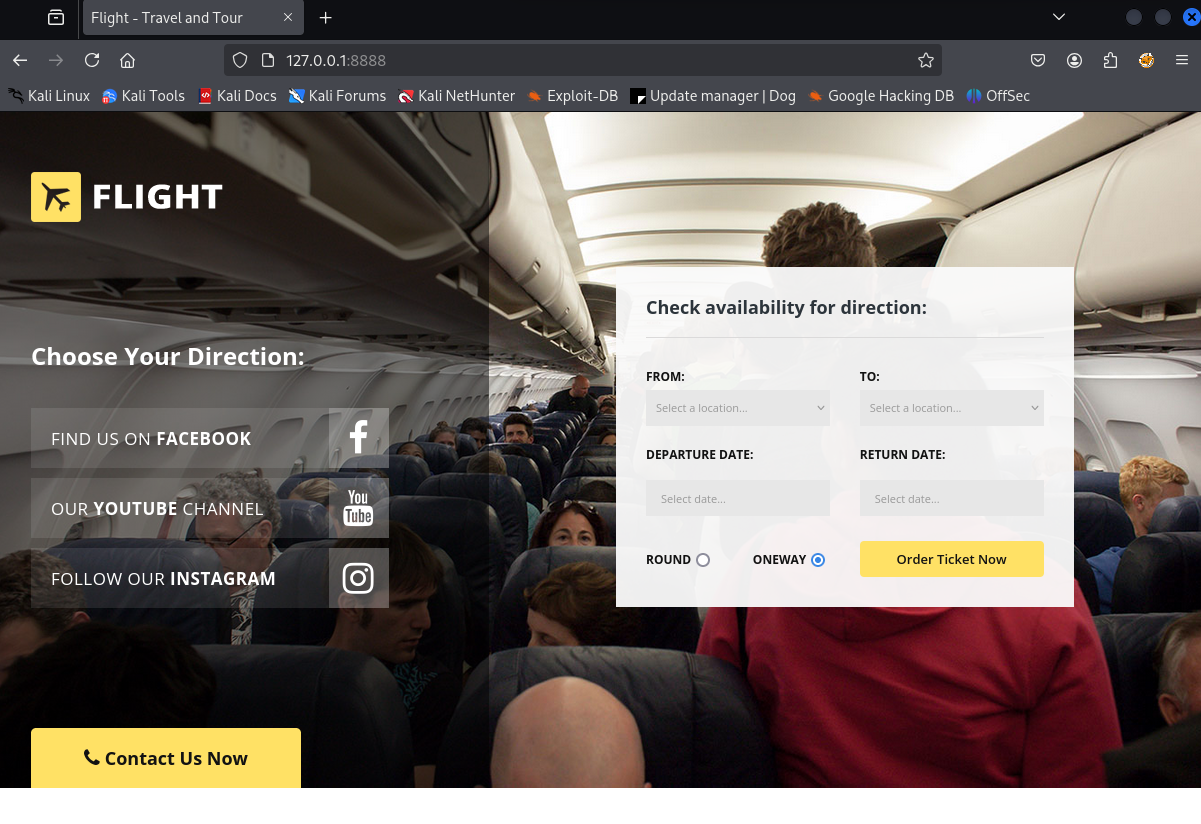 Flight - Travel and Tour
127.0.0.1:8888
Kali Linux Kali Tools Kali Docs Kali Forums Kali NetHunter Exploit-DB Update manager | Dog Google Hacking DB OffSec
FLIGHT
Choose Your Direction:
FIND US ON FACEBOOK
OUR YOUTUBE CHANNEL
You
Tube
FOLLOW OUR INSTAGRAM
Contact Us Now
Check availability for direction:
FROM: TO:
Select a location... Select a location...
DEPARTURE DATE: RETURN DATE:
Select date... Select date...
ROUND ONEWAY Order Ticket Now